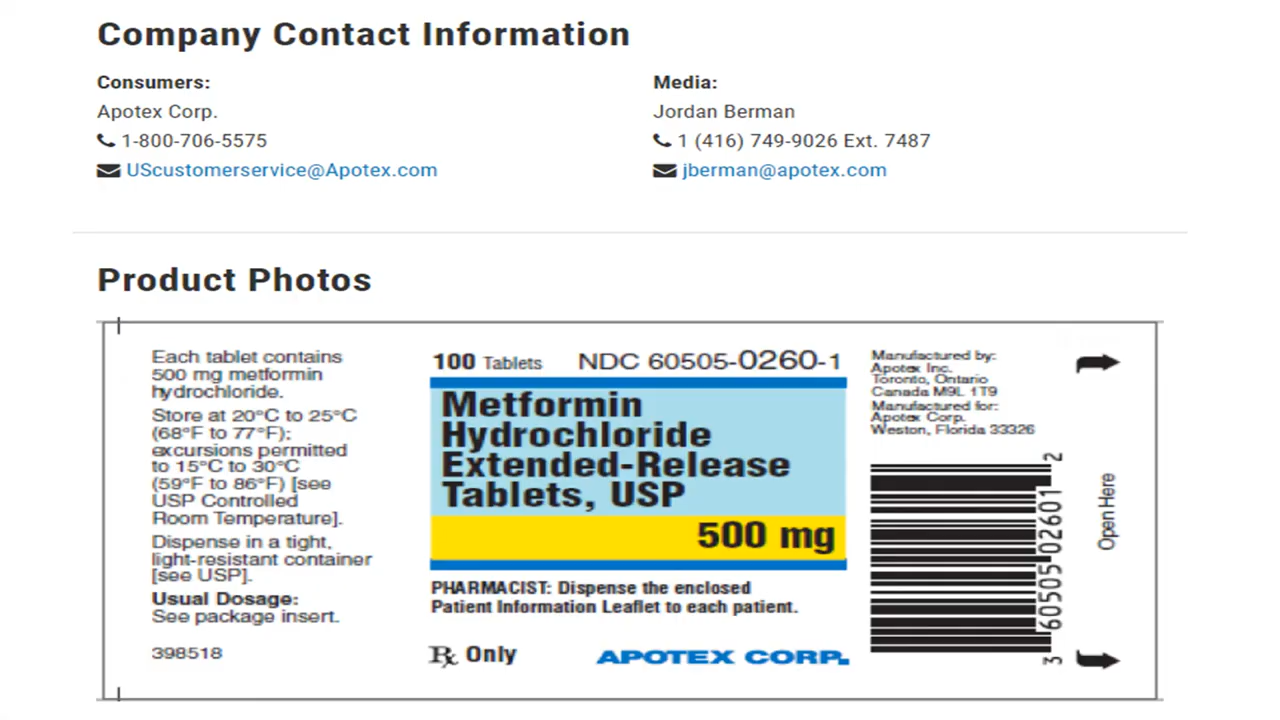 Company Contact Information
Consumers:
Apotex Corp.
1-800-706-5575
UScustomerservice@Apotex.com
Media:
Jordan Berman
1 (416) 749-9026 Ext. 7487
jberman@apotex.com
Product Photos
Each tablet contains
500 mg metformin
hydrochloride.
Store at 20°C to 25°C
(68°F to 77°F);
excursions permitted
to 15°C to 30°C
(59°F to 86°F) [see
USP Controlled
Room Temperature].
Dispense in a tight,
light-resistant container
[see USP].
Usual Dosage:
See package insert.
398518
100 Tablets NDC 60505-0260-1
Metformin
Hydrochloride
Extended-Release
Tablets, USP
500 mg
PHARMACIST: Dispense the enclosed
Patient Information Leaflet to each patient.
Rx Only
APOTEX CORP.
Manufactured by:
Apotex Inc.
Toronto, Ontario
Canada M9L 1T9
Manufactured for:
Apotex Corp.
Weston, Florida 33326
3 60505 02601 2
Open Here